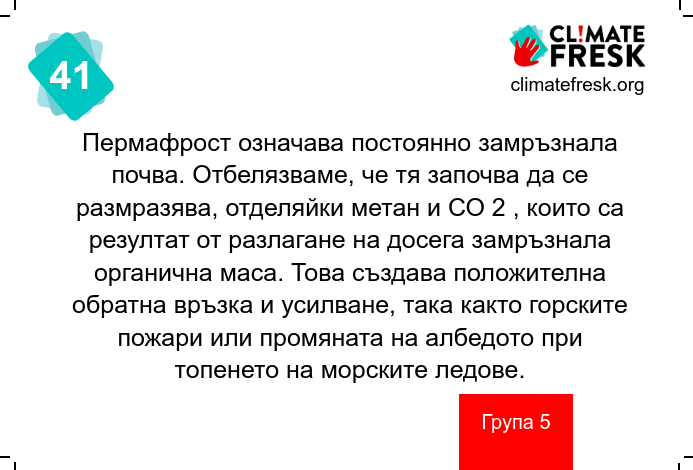 41
CL!MATE
FRESK
climatefresk.org
Пермафрост означава постоянно замръзнала
почва. Отбелязваме, че тя започва да се
размразява, отделяйки метан и СО 2 , които са
резултат от разлагане на досега замръзнала
органична маса. Това създава положителна
обратна връзка и усилване, така както горските
пожари или промяната на албедото при
топенето на морските ледове.
Група 5